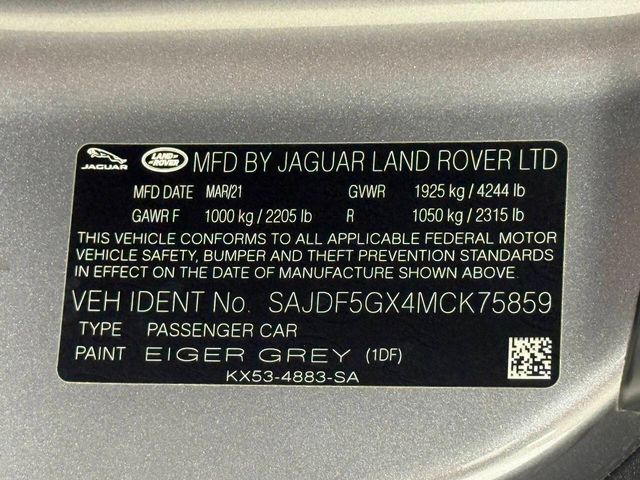 JAGUAR LAND ROVER MFD BY JAGUAR LAND ROVER LTD
MFD DATE MAR/21 GVWR 1925 kg / 4244 lb
GAWR F 1000 kg / 2205 lb R 1050 kg / 2315 lb
THIS VEHICLE CONFORMS TO ALL APPLICABLE FEDERAL MOTOR
VEHICLE SAFETY, BUMPER AND THEFT PREVENTION STANDARDS
IN EFFECT ON THE DATE OF MANUFACTURE SHOWN ABOVE.
VEH IDENT No. SAJDF5GX4MCK75859
TYPE PASSENGER CAR
PAINT EIGER GREY (1DF)
KX53-4883-SA